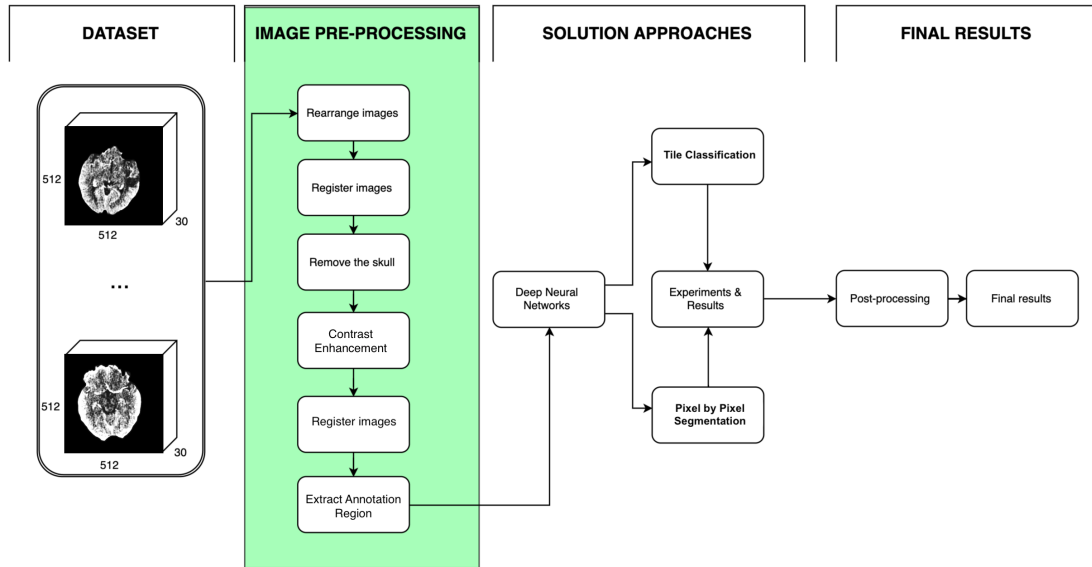 DATASET
IMAGE PRE-PROCESSING
SOLUTION APPROACHES
FINAL RESULTS
512
512
30
...
512
512
30
Rearrange images
Register images
Remove the skull
Contrast
Enhancement
Register images
Extract Annotation
Region
Deep Neural
Networks
Tile Classification
Experiments &
Results
Pixel by Pixel
Segmentation
Post-processing
Final results